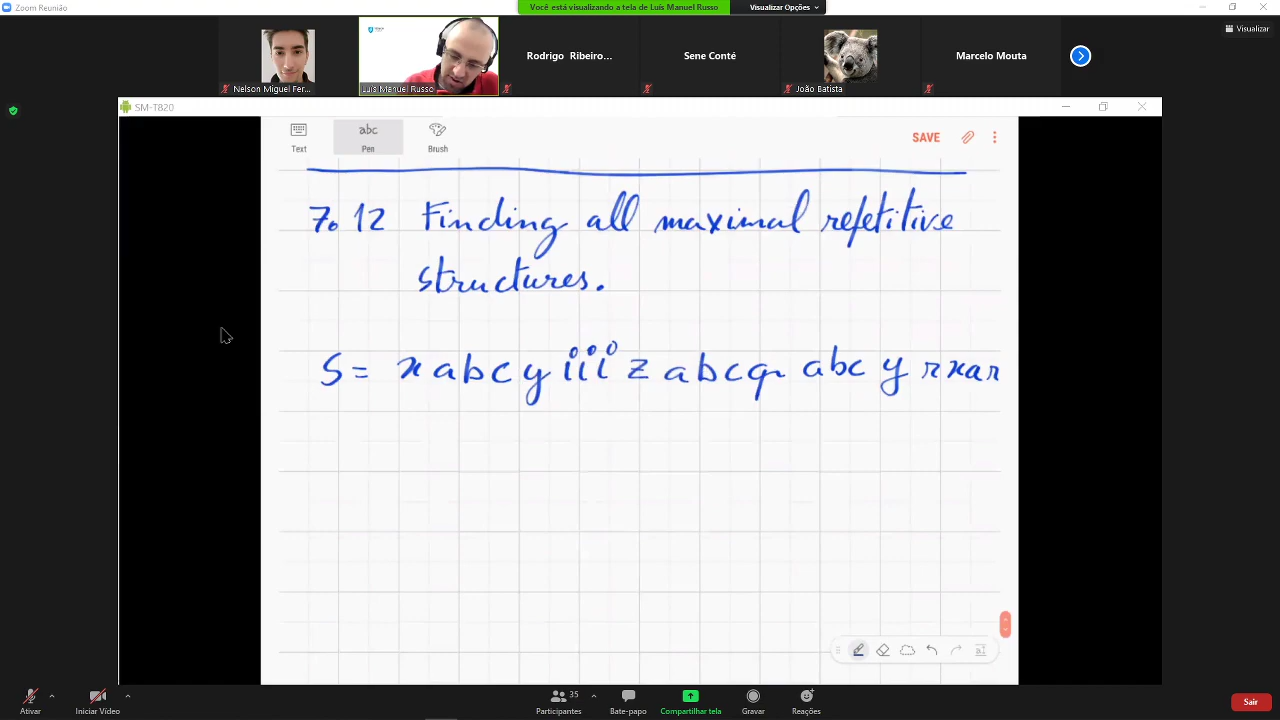 Zoom Reunião
Você está visualizando a tela de Luís Manuel Russo
Visualizar Opções
Visualizar
Nelson Miguel Fer...
Luís Manuel Russo
Rodrigo Ribeiro...
Sene Conté
João Batista
Marcelo Mouta
SM-T820
Text
abc
Pen
Brush
SAVE
7.12 Finding all maximal repetitive
structures.
S = x a b c y i i i z a b c q a b c y r x a r
Ativar
Iniciar Vídeo
Participantes
35
Bate-papo
Compartilhar tela
Gravar
Reações
Sair